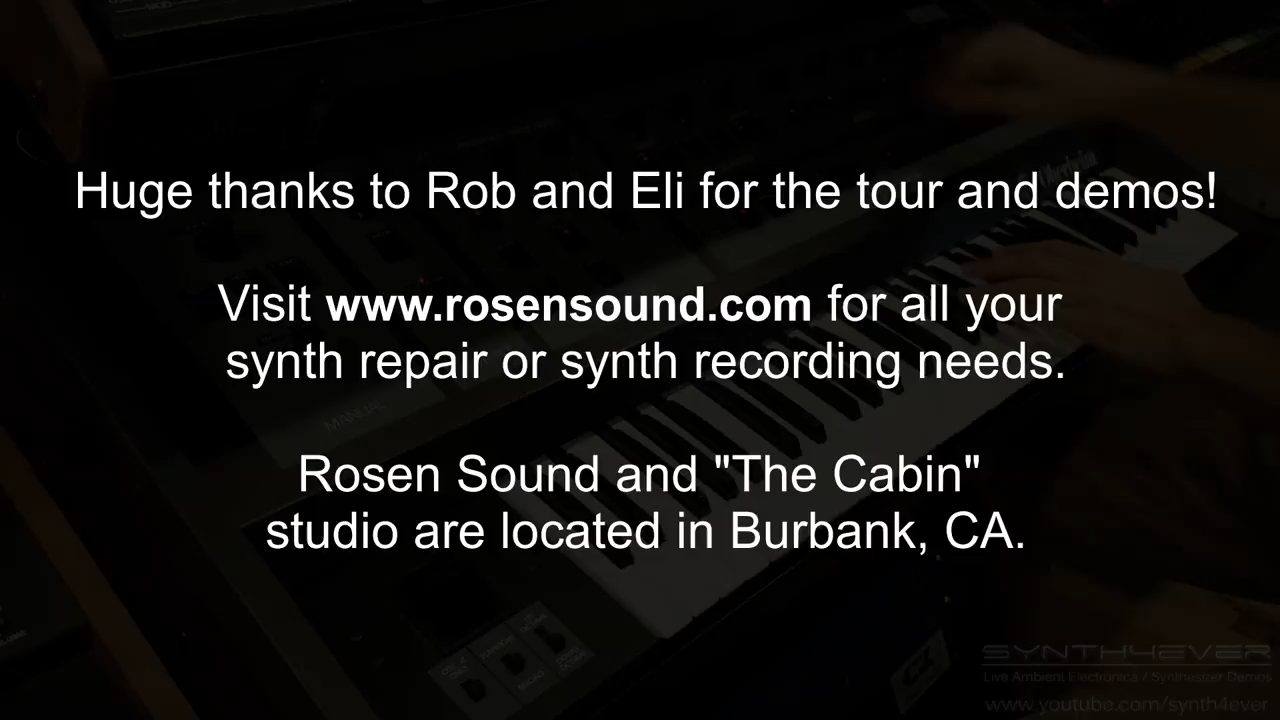 Huge thanks to Rob and Eli for the tour and demos!
Visit www.rosensound.com for all your
synth repair or synth recording needs.
Rosen Sound and "The Cabin"
studio are located in Burbank, CA.
MANUAL
SYNTH4EVER
Live Ambient Electronica / Synthesizer Demos
www.youtube.com/synth4ever